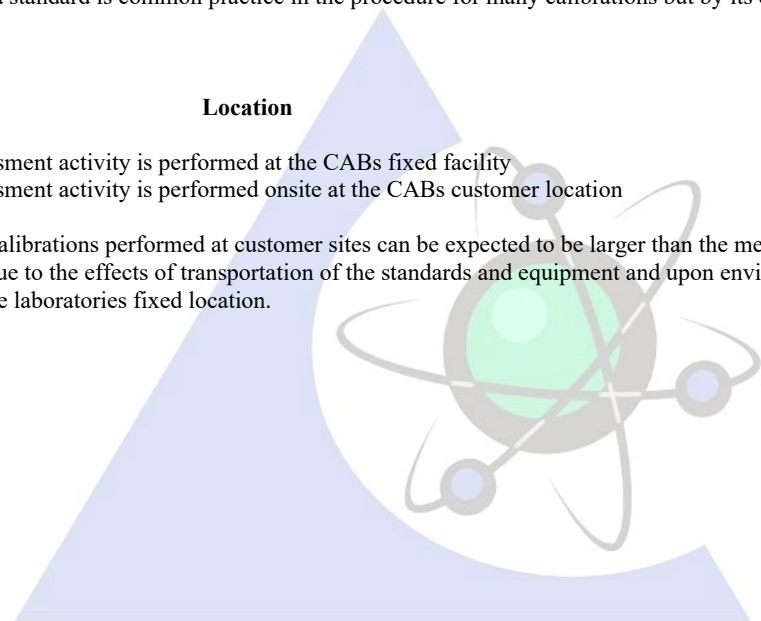 standard is common practice in the procedure for many calibrations but by its
Location
sment activity is performed at the CABs fixed facility
sment activity is performed onsite at the CABs customer location
alibrations performed at customer sites can be expected to be larger than the me
ue to the effects of transportation of the standards and equipment and upon envi
e laboratories fixed location.